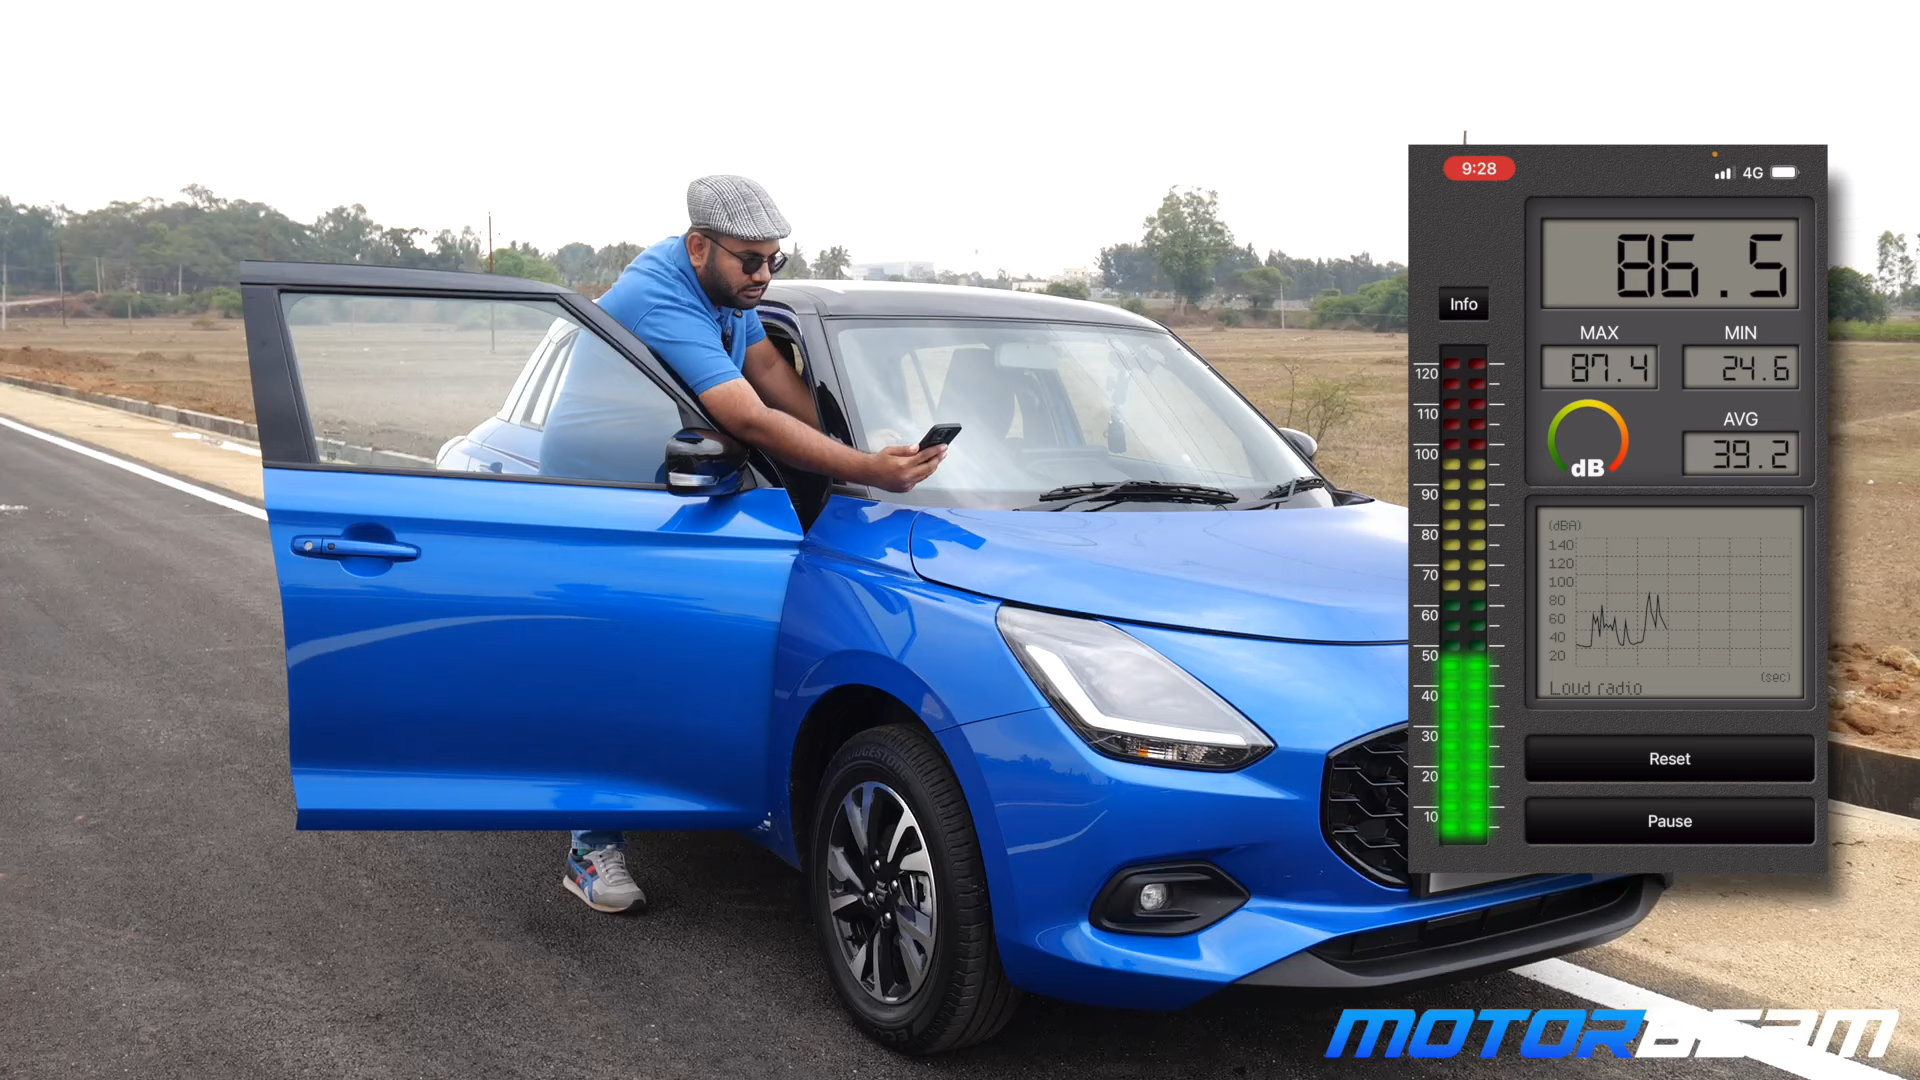 9:28
4G
86.5
Info
MAX
MIN
87.4
24.6
AVG
39.2
dB
120
110
100
90
80
70
60
50
40
30
20
10
(dBA)
140
120
100
80
60
40
20
(sec)
Loud radio
Reset
Pause
BRIDGESTONE
MOTORBEAM